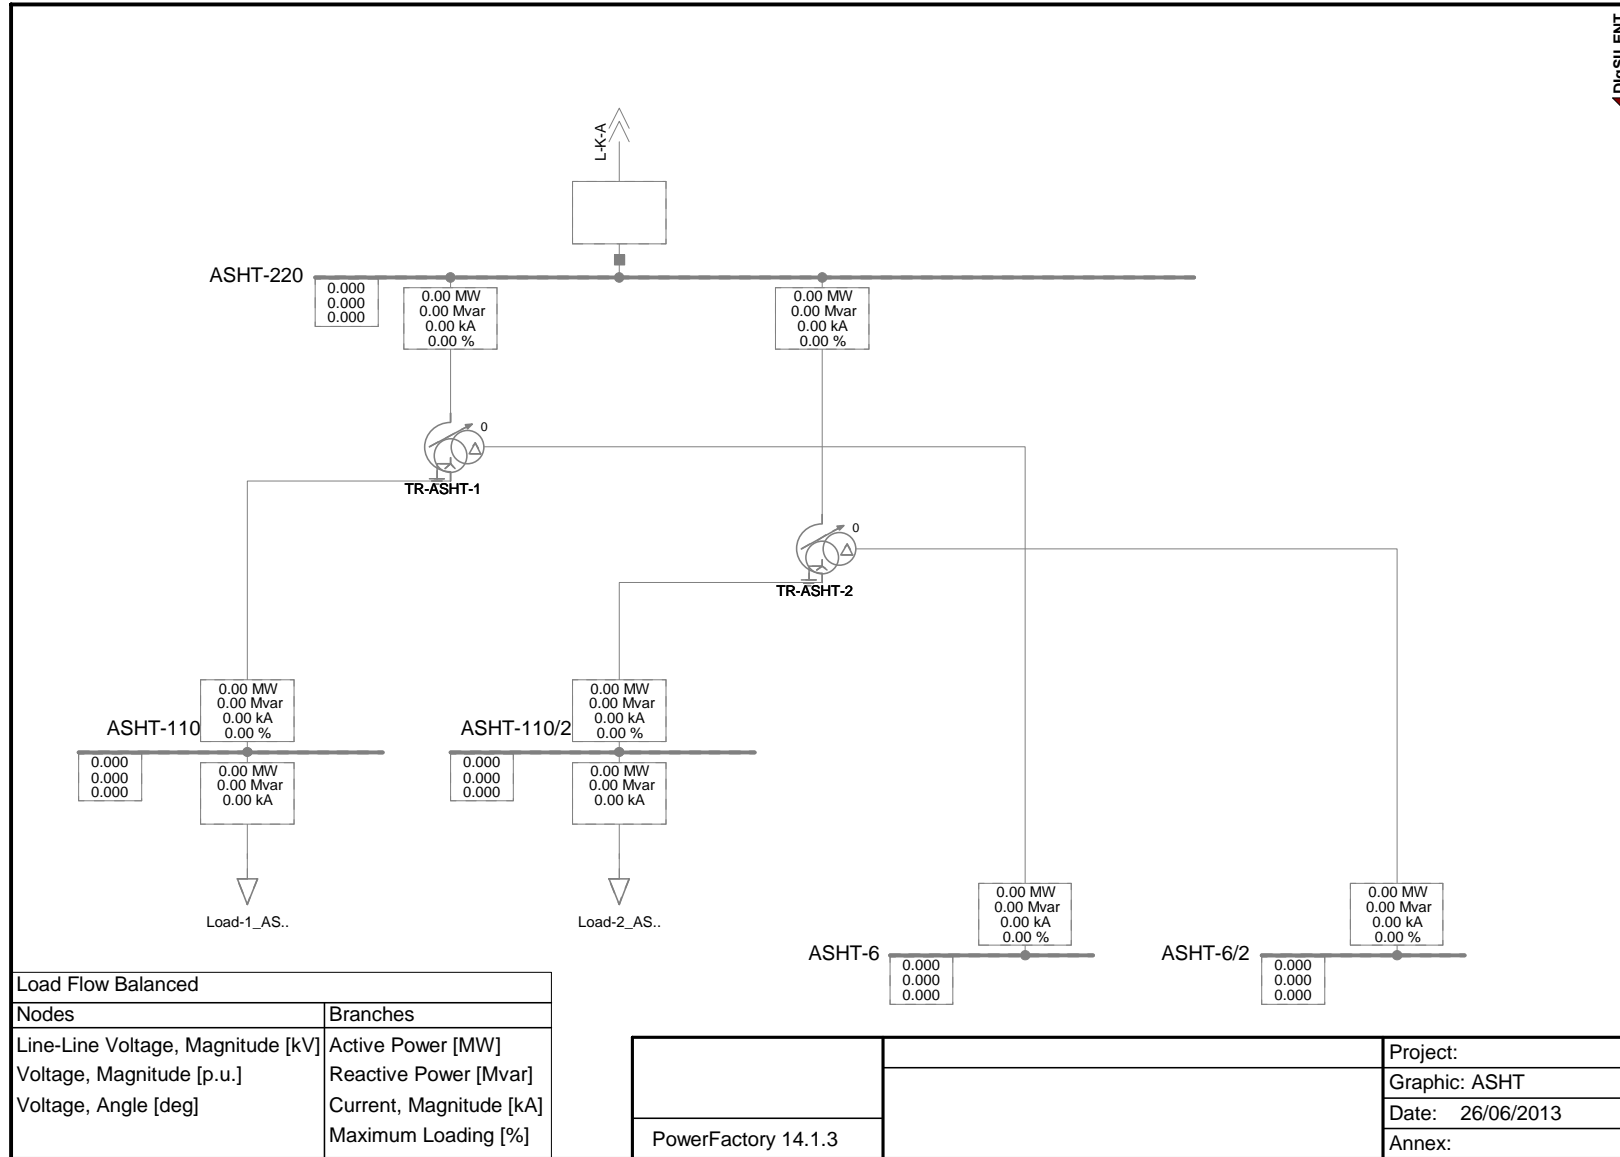 DIgSILENT
L-K-A
ASHT-220
0.000
0.000
0.000
0.00 MW
0.00 Mvar
0.00 kA
0.00 %
0.00 MW
0.00 Mvar
0.00 kA
0.00 %
0
TR-ASHT-1
0
TR-ASHT-2
0.00 MW
0.00 Mvar
0.00 kA
0.00 %
ASHT-110
0.000
0.000
0.000
0.00 MW
0.00 Mvar
0.00 kA
Load-1_AS..
0.00 MW
0.00 Mvar
0.00 kA
0.00 %
ASHT-110/2
0.000
0.000
0.000
0.00 MW
0.00 Mvar
0.00 kA
Load-2_AS..
0.00 MW
0.00 Mvar
0.00 kA
0.00 %
ASHT-6
0.000
0.000
0.000
0.00 MW
0.00 Mvar
0.00 kA
0.00 %
ASHT-6/2
0.000
0.000
0.000
Load Flow Balanced
Nodes
Line-Line Voltage, Magnitude [kV]
Voltage, Magnitude [p.u.]
Voltage, Angle [deg]
Branches
Active Power [MW]
Reactive Power [Mvar]
Current, Magnitude [kA]
Maximum Loading [%]
PowerFactory 14.1.3
Project:
Graphic: ASHT
Date: 26/06/2013
Annex: